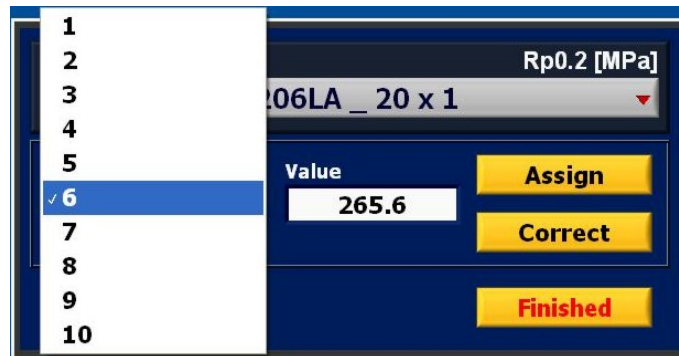 1
2
3
4
5
✓6
7
8
9
10
Rp0.2 [MPa]
206LA _ 20 x 1
Value
265.6
Assign
Correct
Finished